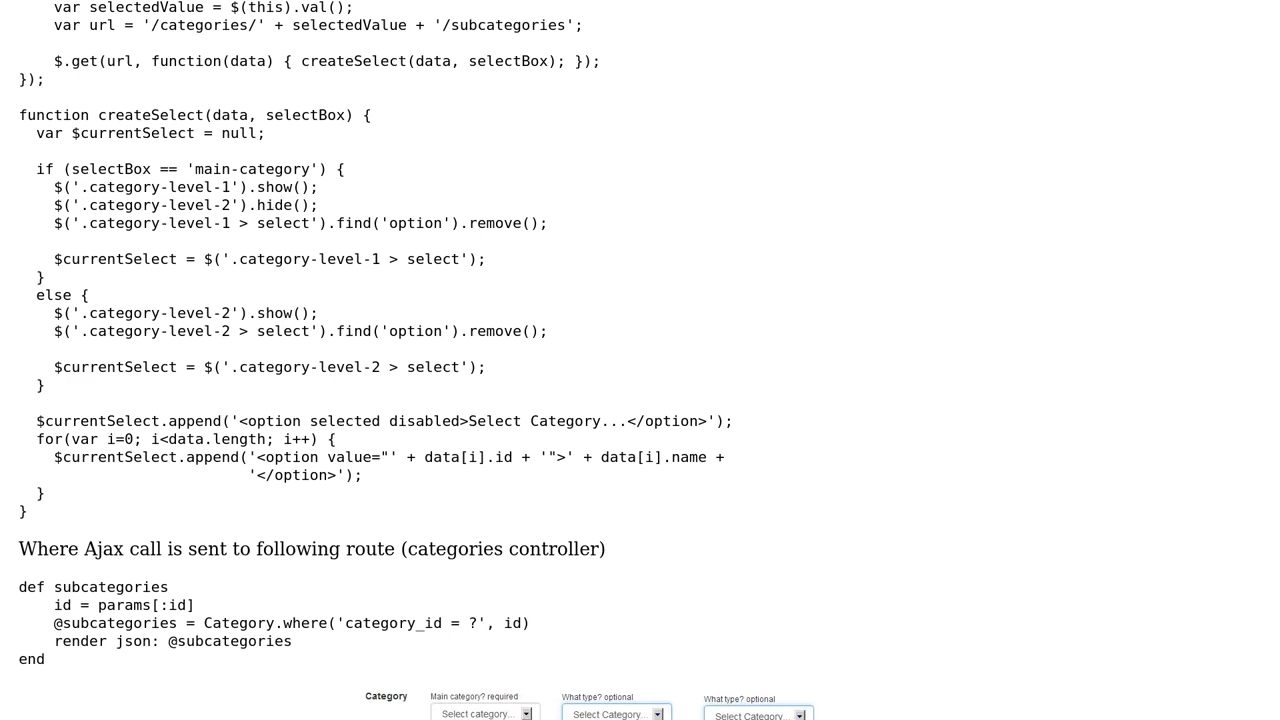 var selectedValue = $(this).val();
var url = '/categories/' + selectedValue + '/subcategories';
$.get(url, function(data) { createSelect(data, selectBox); });
});
function createSelect(data, selectBox) {
var $currentSelect = null;
if (selectBox == 'main-category') {
$('.category-level-1').show();
$('.category-level-2').hide();
$('.category-level-1 > select').find('option').remove();
$currentSelect = $('.category-level-1 > select');
}
else {
$('.category-level-2').show();
$('.category-level-2 > select').find('option').remove();
$currentSelect = $('.category-level-2 > select');
}
$currentSelect.append('<option selected disabled>Select Category...</option>');
for(var i=0; i<data.length; i++) {
$currentSelect.append('<option value="' + data[i].id + '">' + data[i].name +
'</option>');
}
}
Where Ajax call is sent to following route (categories controller)
def subcategories
id = params[:id]
@subcategories = Category.where('category_id = ?', id)
render json: @subcategories
end
Category Main category? required What type? optional What type? optional
Select category... Select Category... Select Category...